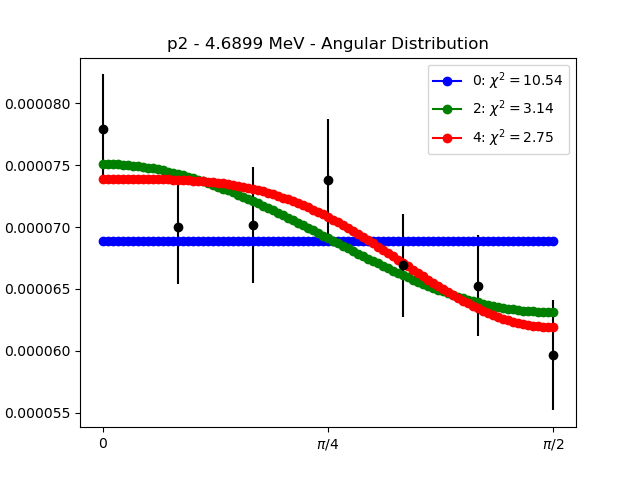 p2 - 4.6899 MeV - Angular Distribution
0: χ² = 10.54
2: χ² = 3.14
4: χ² = 2.75
0.000080
0.000075
0.000070
0.000065
0.000060
0.000055
0
π/4
π/2